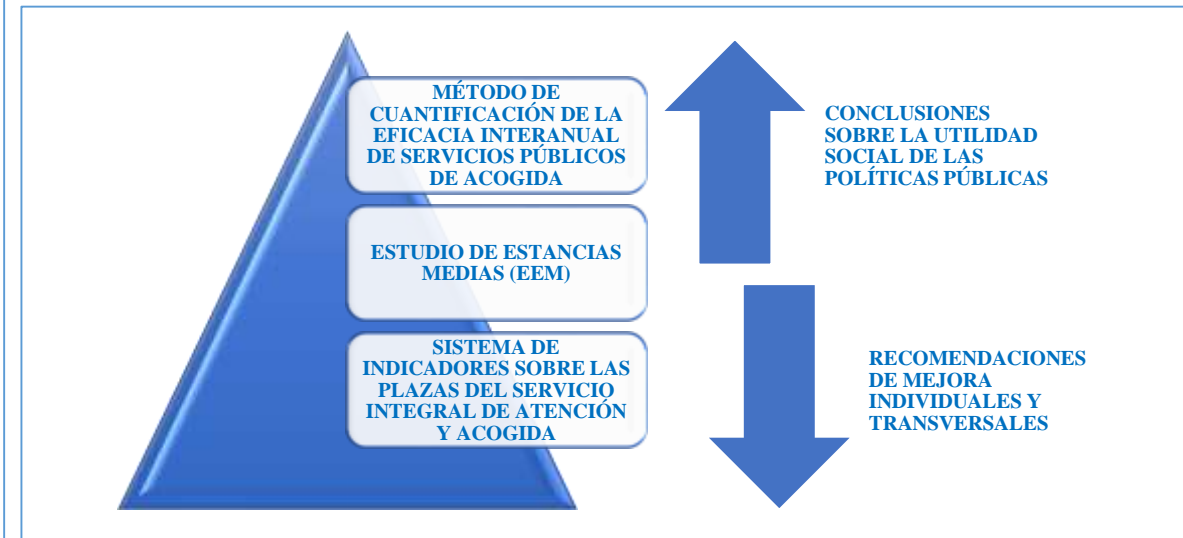 MÉTODO DE
CUANTIFICACIÓN DE LA
EFICACIA INTERANUAL
DE SERVICIOS PÚBLICOS
DE ACOGIDA
ESTUDIO DE ESTANCIAS
MEDIAS (EEM)
SISTEMA DE
INDICADORES SOBRE LAS
PLAZAS DEL SERVICIO
INTEGRAL DE ATENCIÓN
Y ACOGIDA
CONCLUSIONES
SOBRE LA UTILIDAD
SOCIAL DE LAS
POLÍTICAS PÚBLICAS
RECOMENDACIONES
DE MEJORA
INDIVIDUALES Y
TRANSVERSALES